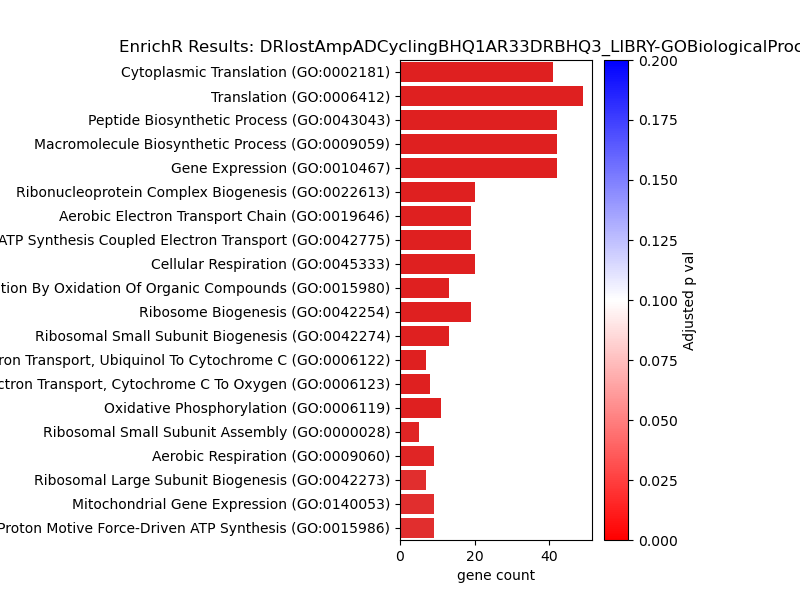 EnrichR Results: DRlostAmpADCyclingBHQ1AR33DRBHQ3_LIBRY-GOBiologicalProc
Cytoplasmic Translation (GO:0002181)
Translation (GO:0006412)
Peptide Biosynthetic Process (GO:0043043)
Macromolecule Biosynthetic Process (GO:0009059)
Gene Expression (GO:0010467)
Ribonucleoprotein Complex Biogenesis (GO:0022613)
Aerobic Electron Transport Chain (GO:0019646)
ATP Synthesis Coupled Electron Transport (GO:0042775)
Cellular Respiration (GO:0045333)
tion By Oxidation Of Organic Compounds (GO:0015980)
Ribosome Biogenesis (GO:0042254)
Ribosomal Small Subunit Biogenesis (GO:0042274)
ron Transport, Ubiquinol To Cytochrome C (GO:0006122)
ctron Transport, Cytochrome C To Oxygen (GO:0006123)
Oxidative Phosphorylation (GO:0006119)
Ribosomal Small Subunit Assembly (GO:0000028)
Aerobic Respiration (GO:0009060)
Ribosomal Large Subunit Biogenesis (GO:0042273)
Mitochondrial Gene Expression (GO:0140053)
Proton Motive Force-Driven ATP Synthesis (GO:0015986)
0 20 40
gene count
0.200
0.175
0.150
0.125
0.100
0.075
0.050
0.025
0.000
Adjusted p val